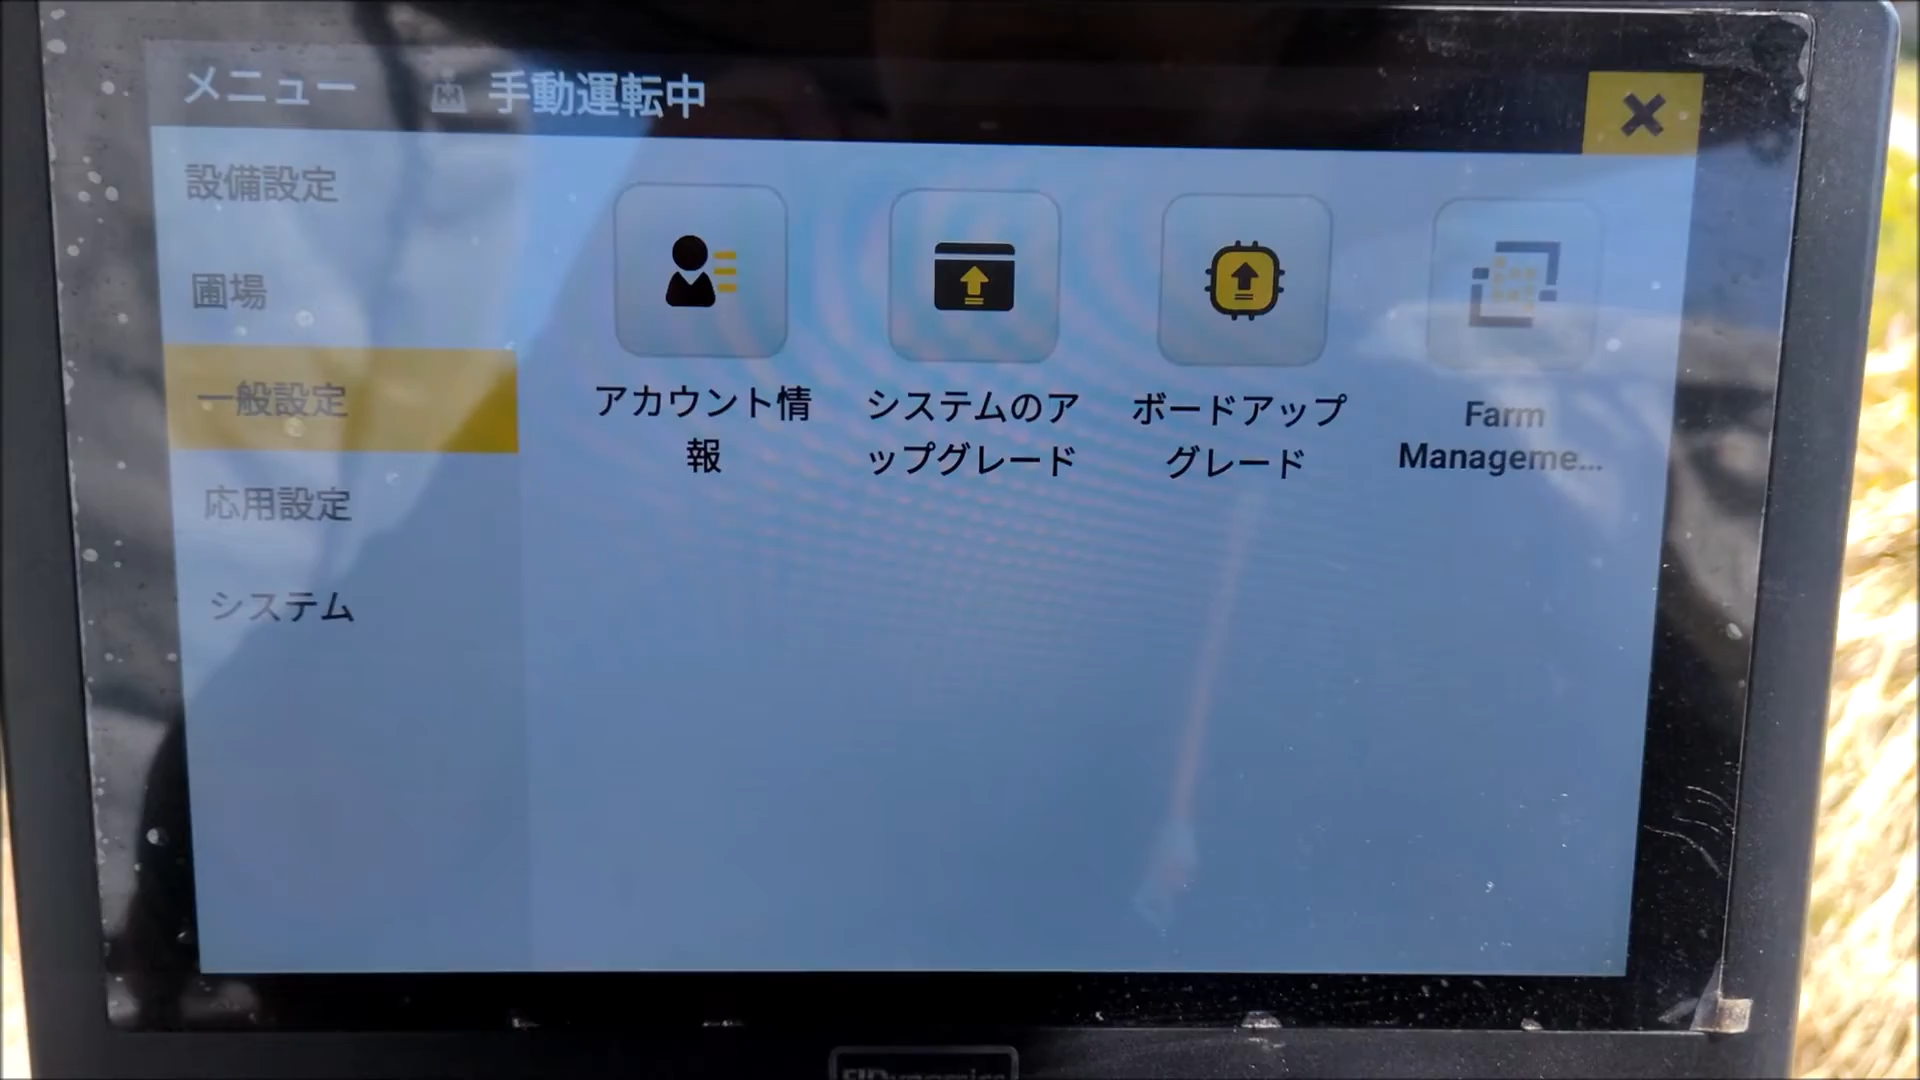 メニュー
手動運転中
設備設定
圃場
一般設定
応用設定
システム
アカウント情
報
システムのア
ップグレード
ボードアップ
グレード
Farm
Manageme...